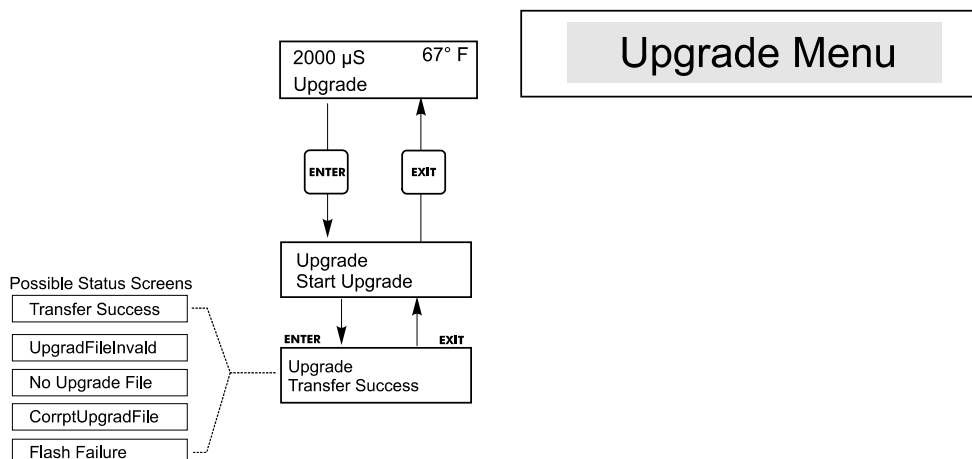 Upgrade Menu
2000 µS 67° F
Upgrade
ENTER EXIT
Upgrade
Start Upgrade
ENTER EXIT
Upgrade
Transfer Success
Possible Status Screens
Transfer Success
UpgradFileInvald
No Upgrade File
CorrptUpgradFile
Flash Failure